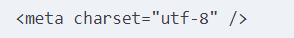 <meta charset="utf-8" />